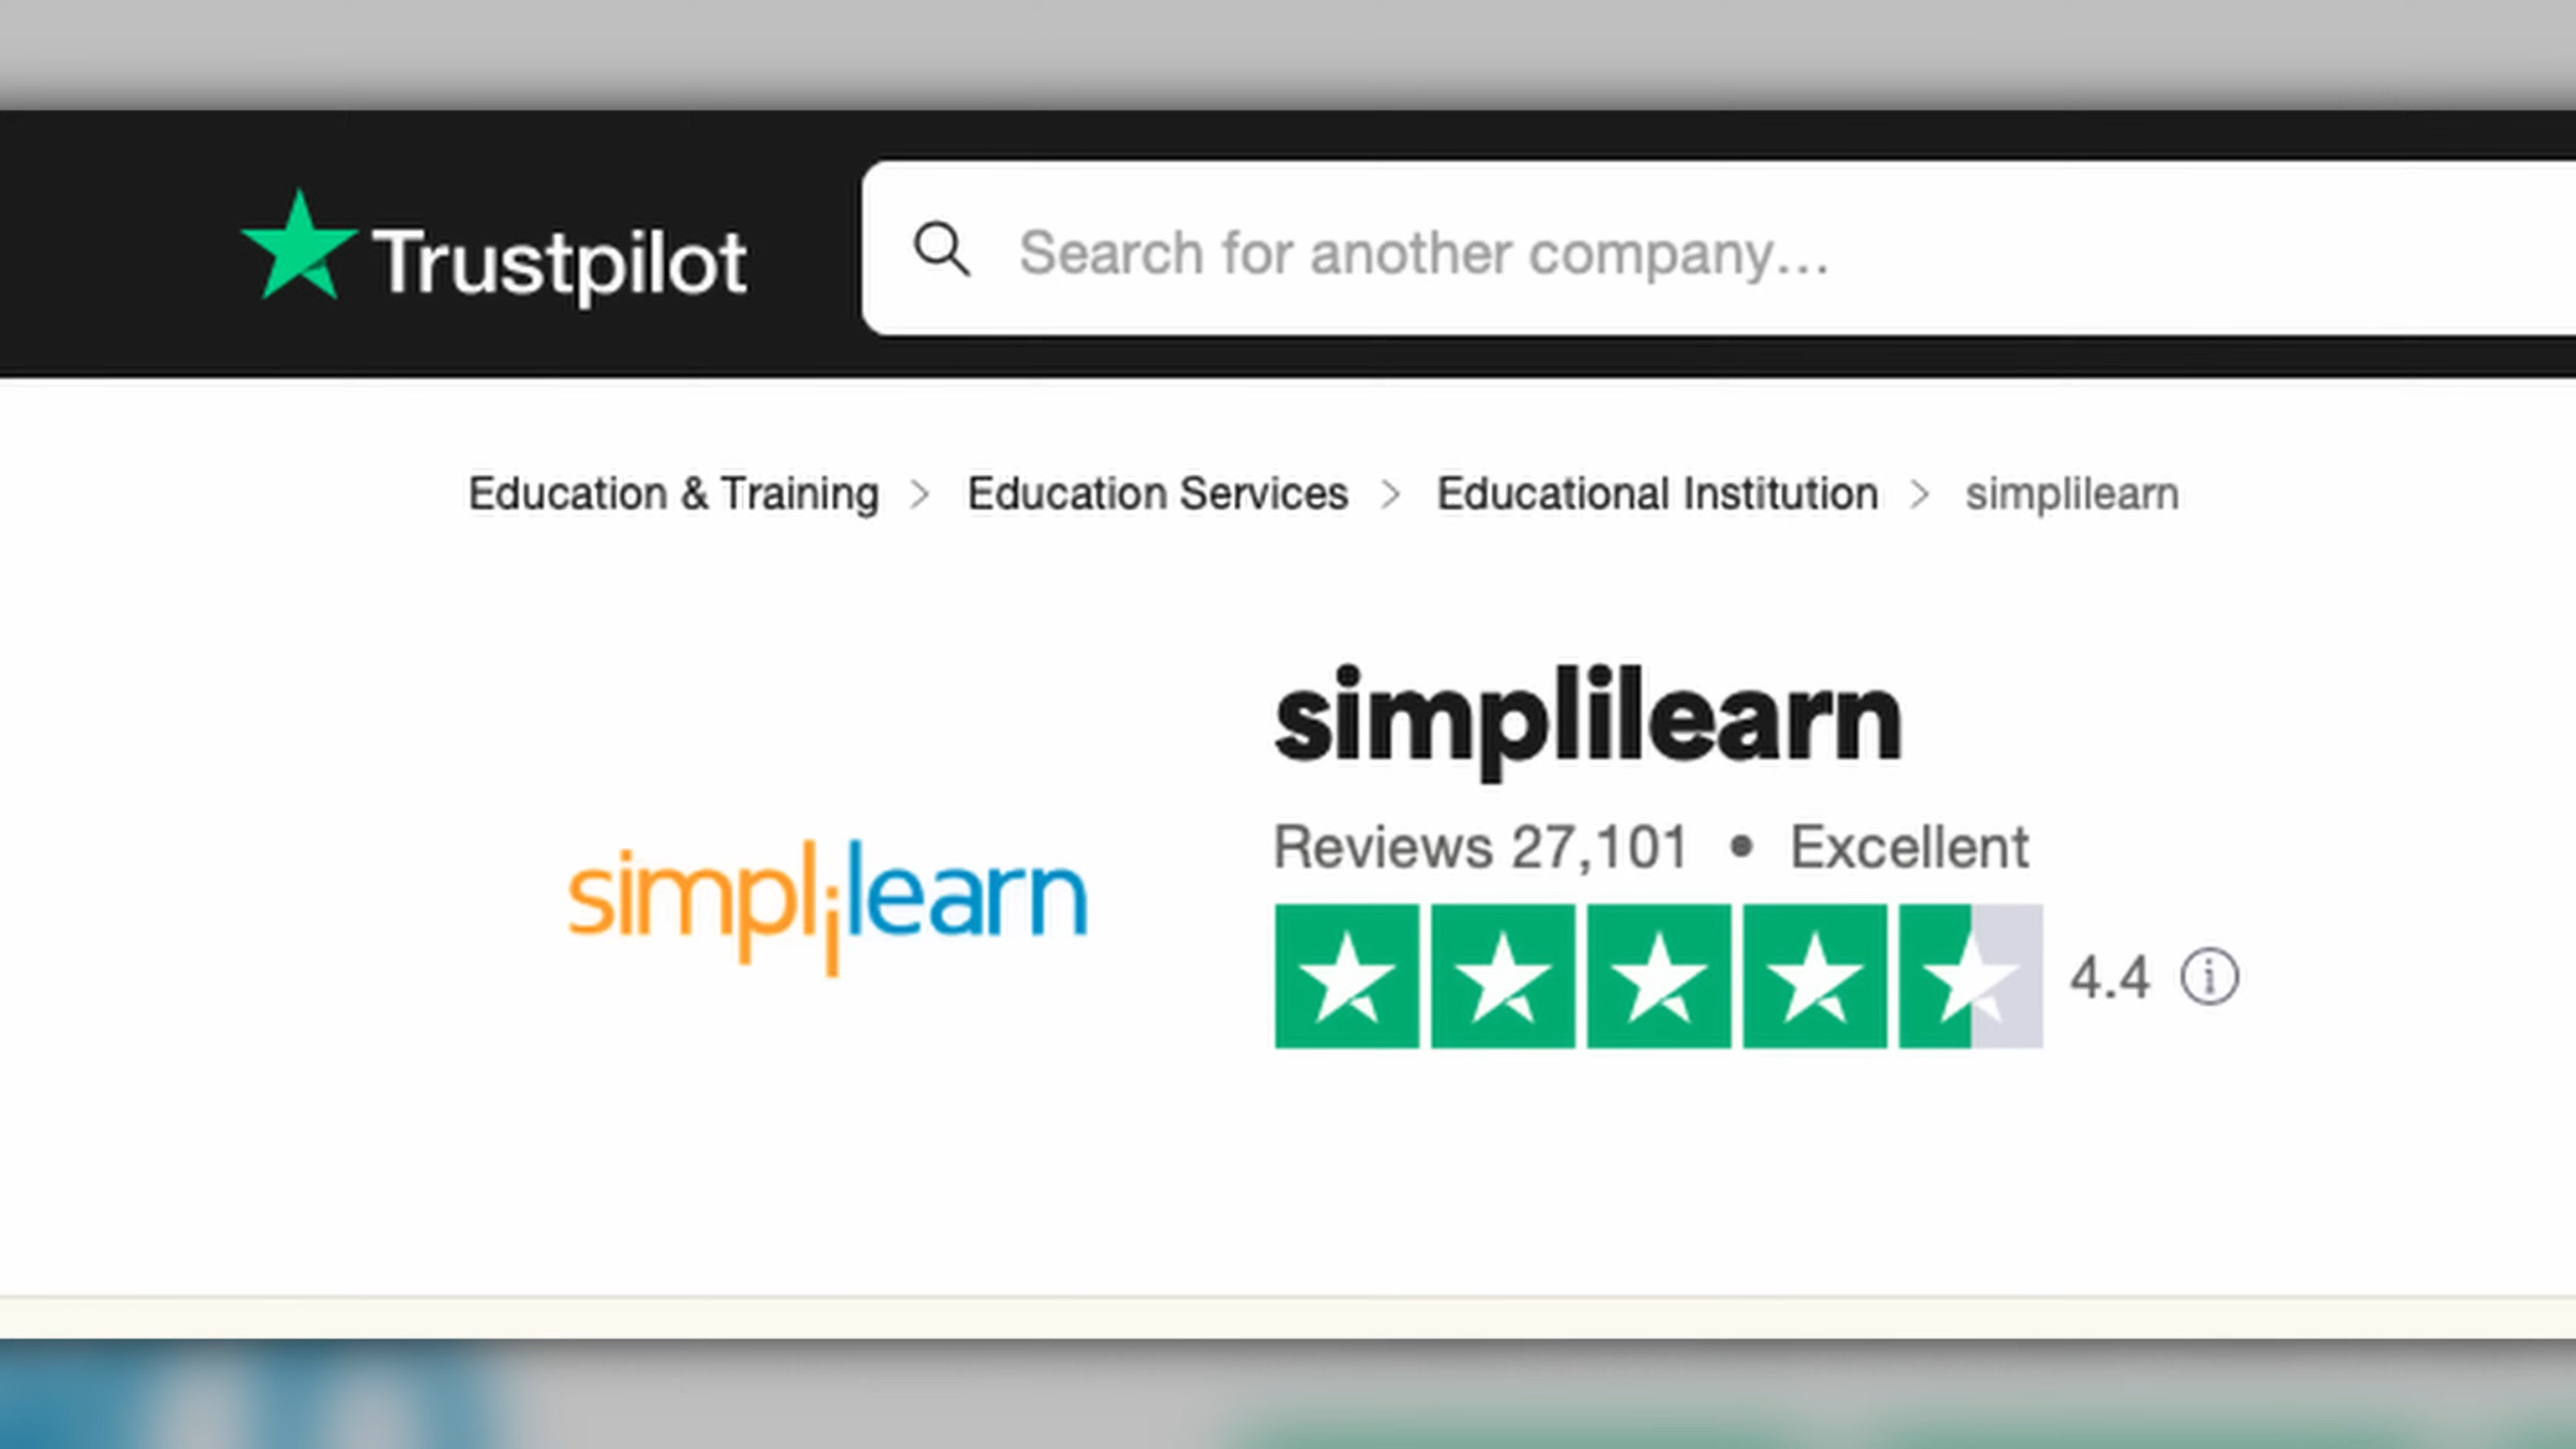 Trustpilot
Search for another company...
Education & Training > Education Services > Educational Institution > simplilearn
simplilearn
Reviews 27,101 • Excellent
simplilearn
4.4